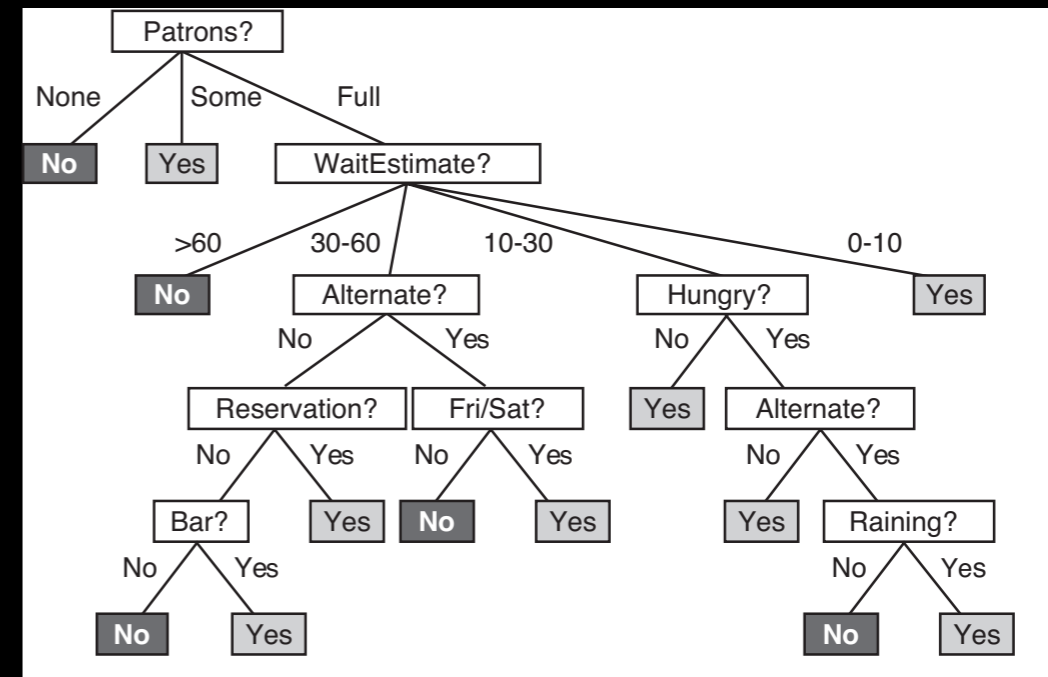 Patrons?
None Some Full
No Yes WaitEstimate?
>60 30-60 10-30 0-10
No Alternate? Hungry? Yes
No Yes No Yes
Reservation? Fri/Sat? Yes Alternate?
No Yes No Yes No Yes
Bar? Yes No Yes Yes Raining?
No Yes No Yes
No Yes No Yes